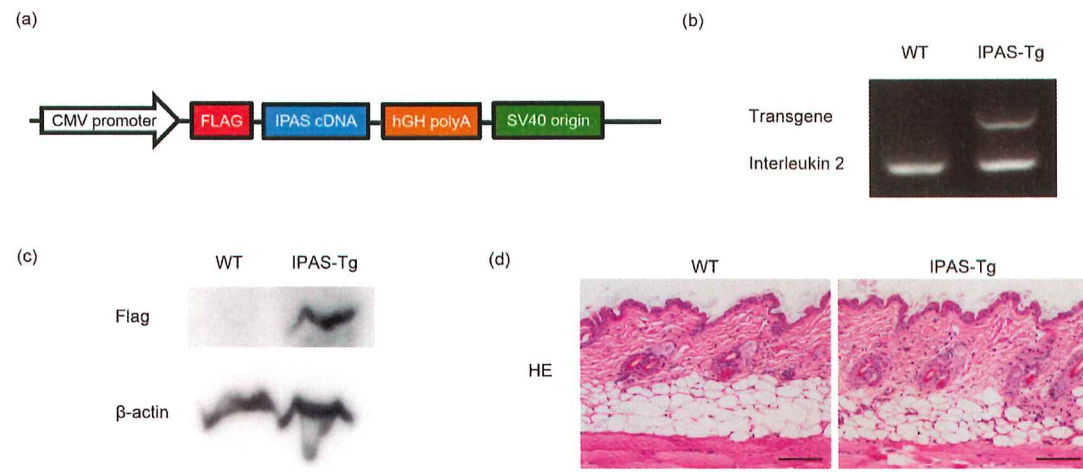 (a)
CMV promoter FLAG IPAS cDNA hGH polyA SV40 origin
(b)
WT IPAS-Tg
Transgene
Interleukin 2
(c)
WT IPAS-Tg
Flag
β-actin
(d)
WT IPAS-Tg
HE